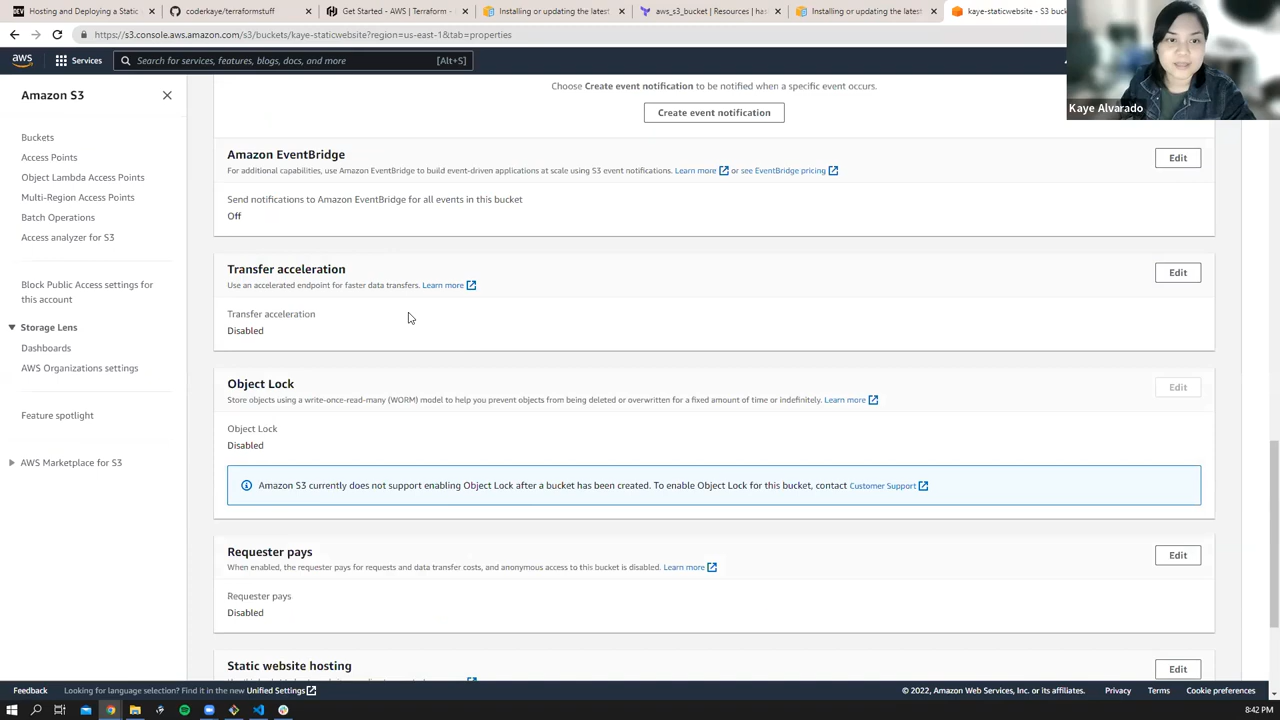 Hosting and Deploying a Static
coderkaye/terraformstuff
Get Started - AWS | Terraform -
Installing or updating the latest
aws_s3_bucket | Resources | has
Installing or updating the latest
kaye-staticwebsite - S3 buc
https://s3.console.aws.amazon.com/s3/buckets/kaye-staticwebsite?region=us-east-1&tab=properties
aws
Services
Search for services, features, blogs, docs, and more
[Alt+S]
Kaye Alvarado
Amazon S3
Buckets
Access Points
Object Lambda Access Points
Multi-Region Access Points
Batch Operations
Access analyzer for S3
Block Public Access settings for
this account
Storage Lens
Dashboards
AWS Organizations settings
Feature spotlight
AWS Marketplace for S3
Choose Create event notification to be notified when a specific event occurs.
Create event notification
Amazon EventBridge
Edit
For additional capabilities, use Amazon EventBridge to build event-driven applications at scale using S3 event notifications. Learn more or see EventBridge pricing
Send notifications to Amazon EventBridge for all events in this bucket
Off
Transfer acceleration
Edit
Use an accelerated endpoint for faster data transfers. Learn more
Transfer acceleration
Disabled
Object Lock
Edit
Store objects using a write-once-read-many (WORM) model to help you prevent objects from being deleted or overwritten for a fixed amount of time or indefinitely. Learn more
Object Lock
Disabled
Amazon S3 currently does not support enabling Object Lock after a bucket has been created. To enable Object Lock for this bucket, contact Customer Support
Requester pays
Edit
When enabled, the requester pays for requests and data transfer costs, and anonymous access to this bucket is disabled. Learn more
Requester pays
Disabled
Static website hosting
Edit
Feedback
Looking for language selection? Find it in the new Unified Settings
© 2022, Amazon Web Services, Inc. or its affiliates.
Privacy
Terms
Cookie preferences
8:42 PM